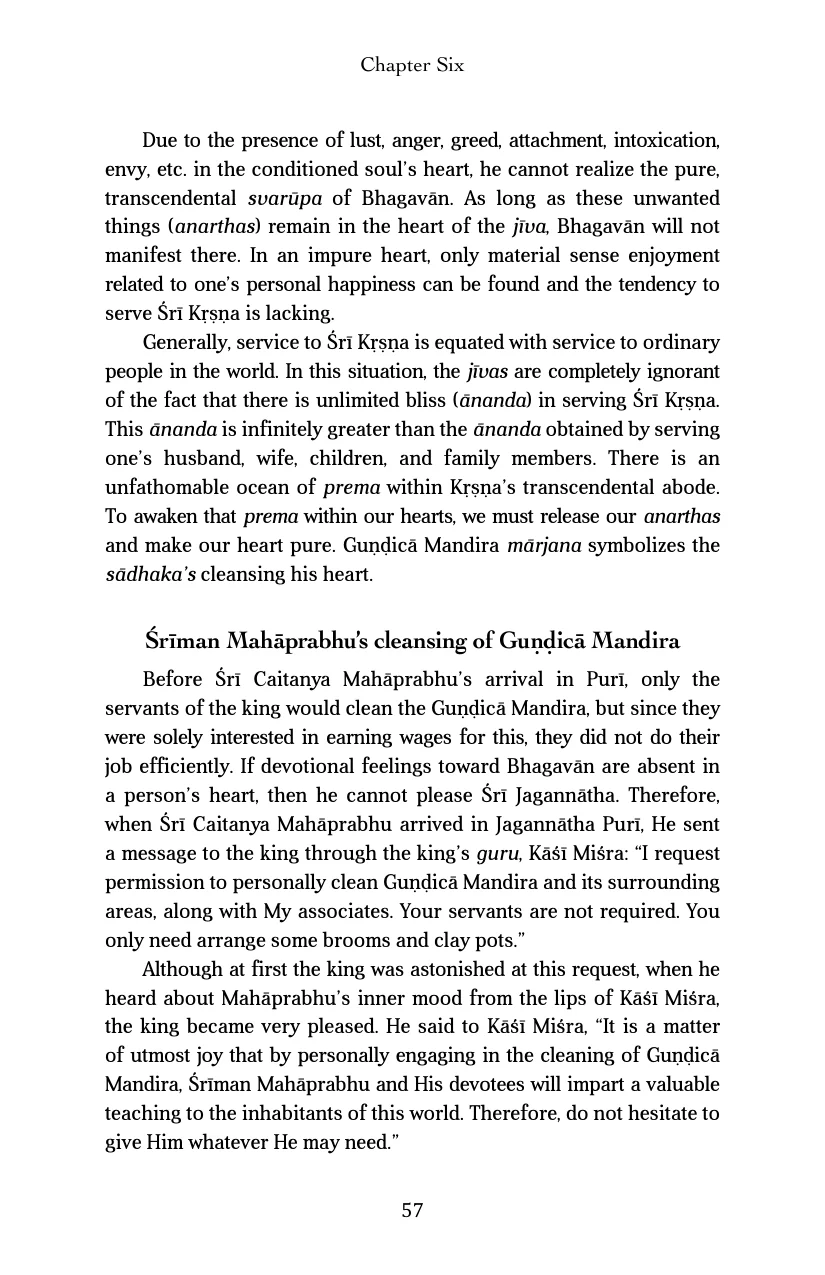 Chapter Six
Due to the presence of lust, anger, greed, attachment, intoxication,
envy, etc. in the conditioned soul’s heart, he cannot realize the pure,
transcendental svarūpa of Bhagavān. As long as these unwanted
things (anarthas) remain in the heart of the jīva, Bhagavān will not
manifest there. In an impure heart, only material sense enjoyment
related to one’s personal happiness can be found and the tendency to
serve Śrī Kṛṣṇa is lacking.
Generally, service to Śrī Kṛṣṇa is equated with service to ordinary
people in the world. In this situation, the jīvas are completely ignorant
of the fact that there is unlimited bliss (ānanda) in serving Śrī Kṛṣṇa.
This ānanda is infinitely greater than the ānanda obtained by serving
one’s husband, wife, children, and family members. There is an
unfathomable ocean of prema within Kṛṣṇa’s transcendental abode.
To awaken that prema within our hearts, we must release our anarthas
and make our heart pure. Guṇḍicā Mandira mārjana symbolizes the
sādhaka’s cleansing his heart.
Śrīman Mahāprabhu’s cleansing of Guṇḍicā Mandira
Before Śrī Caitanya Mahāprabhu’s arrival in Purī, only the
servants of the king would clean the Guṇḍicā Mandira, but since they
were solely interested in earning wages for this, they did not do their
job efficiently. If devotional feelings toward Bhagavān are absent in
a person’s heart, then he cannot please Śrī Jagannātha. Therefore,
when Śrī Caitanya Mahāprabhu arrived in Jagannātha Purī, He sent
a message to the king through the king’s guru, Kāśī Miśra: “I request
permission to personally clean Guṇḍicā Mandira and its surrounding
areas, along with My associates. Your servants are not required. You
only need arrange some brooms and clay pots.”
Although at first the king was astonished at this request, when he
heard about Mahāprabhu’s inner mood from the lips of Kāśī Miśra,
the king became very pleased. He said to Kāśī Miśra, “It is a matter
of utmost joy that by personally engaging in the cleaning of Guṇḍicā
Mandira, Śrīman Mahāprabhu and His devotees will impart a valuable
teaching to the inhabitants of this world. Therefore, do not hesitate to
give Him whatever He may need.”
57